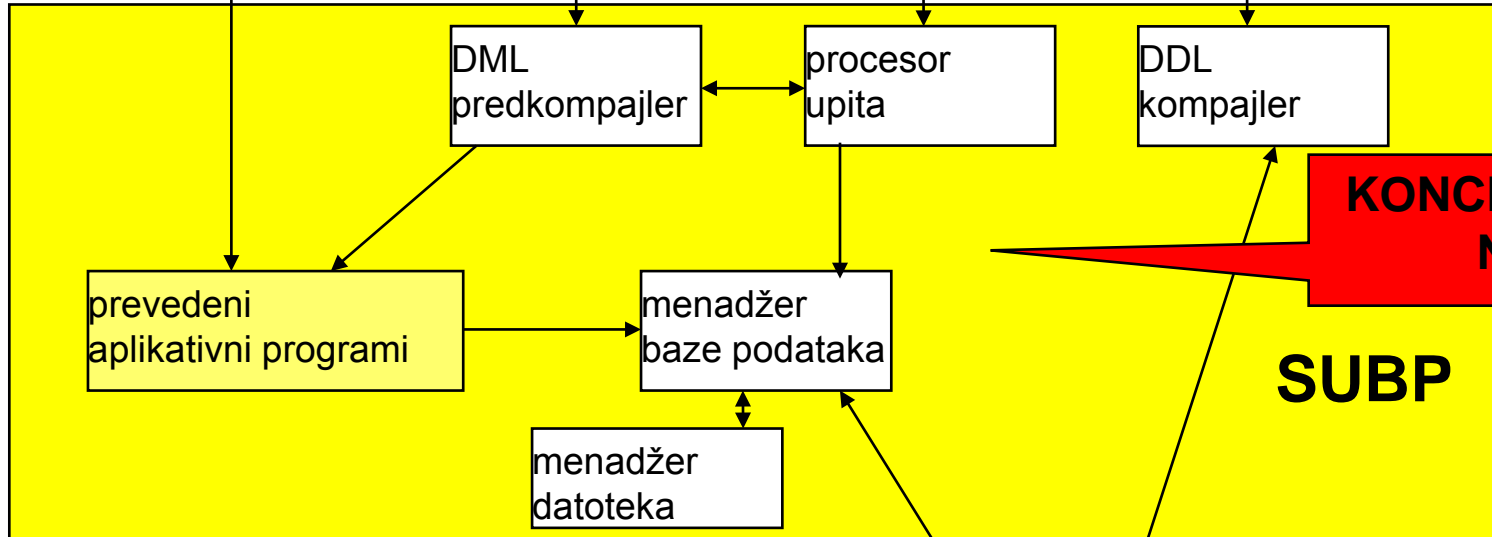 DML
predkompajler
procesor
upita
DDL
kompajler
prevedeni
aplikativni programi
menadžer
baze podataka
SUBP
menadžer
datoteka